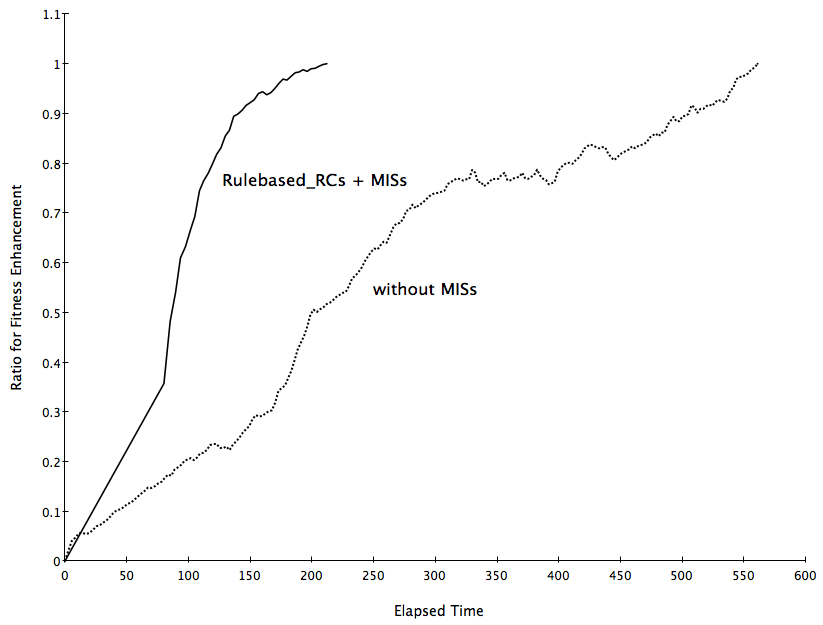 1.1
1
0.9
0.8
Rulebased_RCs + MISs
0.7
0.6
without MISs
0.5
0.4
0.3
0.2
0.1
0
Ratio for Fitness Enhancement
0 50 100 150 200 250 300 350 400 450 500 550 600
Elapsed Time